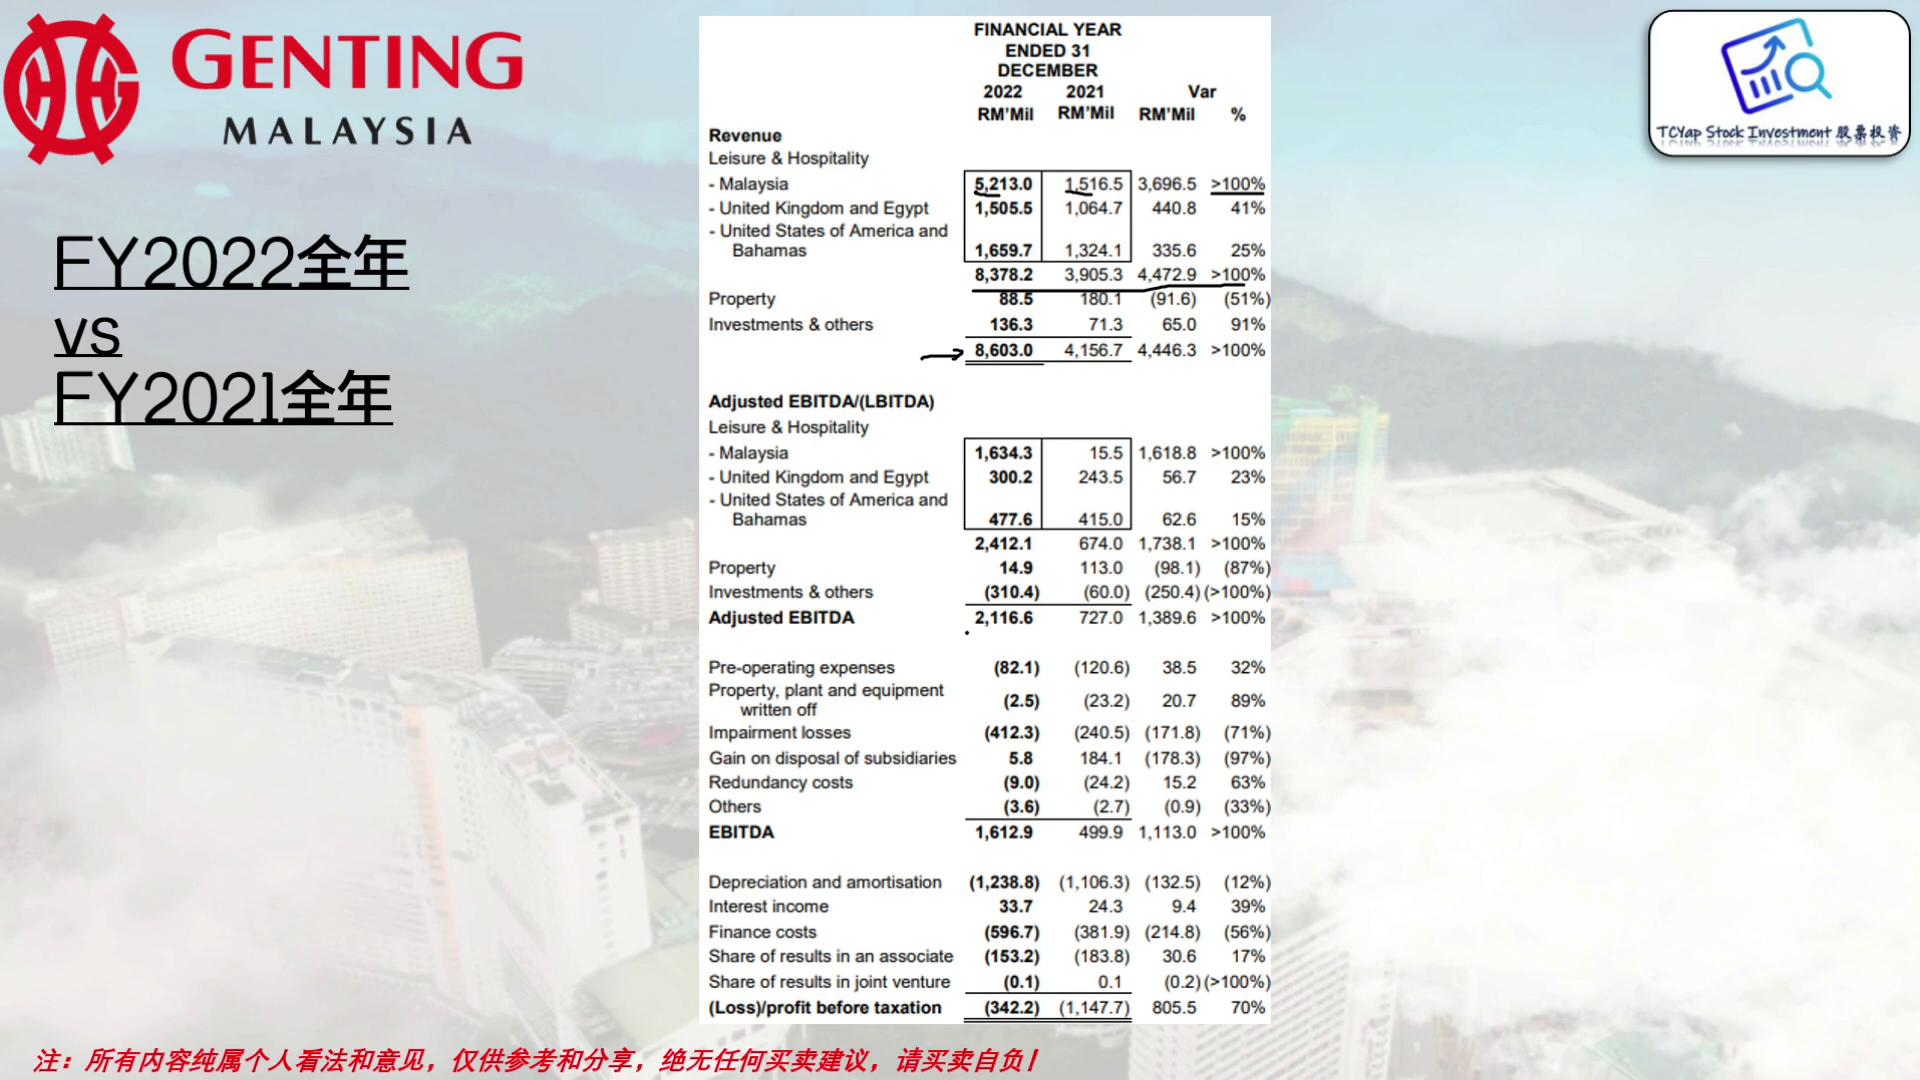 GENTING
MALAYSIA
TCYap Stock Investment 股票投资
FY2022全年
vs
FY2021全年
FINANCIAL YEAR
ENDED 31
DECEMBER
2022 2021 Var
RM'Mil RM'Mil RM'Mil %
Revenue
Leisure & Hospitality
- Malaysia 5,213.0 1,516.5 3,696.5 >100%
- United Kingdom and Egypt 1,505.5 1,064.7 440.8 41%
- United States of America and
Bahamas 1,659.7 1,324.1 335.6 25%
8,378.2 3,905.3 4,472.9 >100%
Property 88.5 180.1 (91.6) (51%)
Investments & others 136.3 71.3 65.0 91%
8,603.0 4,156.7 4,446.3 >100%
Adjusted EBITDA/(LBITDA)
Leisure & Hospitality
- Malaysia 1,634.3 15.5 1,618.8 >100%
- United Kingdom and Egypt 300.2 243.5 56.7 23%
- United States of America and
Bahamas 477.6 415.0 62.6 15%
2,412.1 674.0 1,738.1 >100%
Property 14.9 113.0 (98.1) (87%)
Investments & others (310.4) (60.0) (250.4) (>100%)
Adjusted EBITDA 2,116.6 727.0 1,389.6 >100%
Pre-operating expenses (82.1) (120.6) 38.5 32%
Property, plant and equipment
written off (2.5) (23.2) 20.7 89%
Impairment losses (412.3) (240.5) (171.8) (71%)
Gain on disposal of subsidiaries 5.8 184.1 (178.3) (97%)
Redundancy costs (9.0) (24.2) 15.2 63%
Others (3.6) (2.7) (0.9) (33%)
EBITDA 1,612.9 499.9 1,113.0 >100%
Depreciation and amortisation (1,238.8) (1,106.3) (132.5) (12%)
Interest income 33.7 24.3 9.4 39%
Finance costs (596.7) (381.9) (214.8) (56%)
Share of results in an associate (153.2) (183.8) 30.6 17%
Share of results in joint venture (0.1) 0.1 (0.2) (>100%)
(Loss)/profit before taxation (342.2) (1,147.7) 805.5 70%
注：所有内容纯属个人看法和意见，仅供参考和分享，绝无任何买卖建议，请买卖自负！